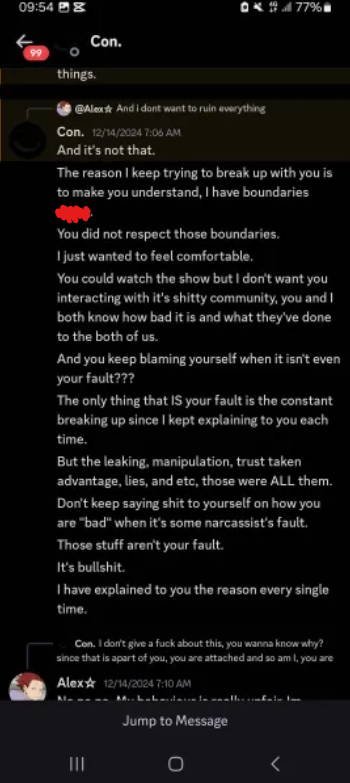 09:54
77%
99
Con.
things.
@Alex☆ And i dont want to ruin everything
Con. 12/14/2024 7:06 AM
And it's not that.
The reason I keep trying to break up with you is
to make you understand, I have boundaries
You did not respect those boundaries.
I just wanted to feel comfortable.
You could watch the show but I don't want you
interacting with it's shitty community, you and I
both know how bad it is and what they've done
to the both of us.
And you keep blaming yourself when it isn't even
your fault???
The only thing that IS your fault is the constant
breaking up since I kept explaining to you each
time.
But the leaking, manipulation, trust taken
advantage, lies, and etc, those were ALL them.
Don't keep saying shit to yourself on how you
are "bad" when it's some narcassist's fault.
Those stuff aren't your fault.
It's bullshit.
I have explained to you the reason every single
time.
Con. I don't give a fuck about this, you wanna know why?
since that is apart of you, you are attached and so am I, you are
Alex☆ 12/14/2024 7:10 AM
No no no. My behaviour is really unfair. Im
Jump to Message